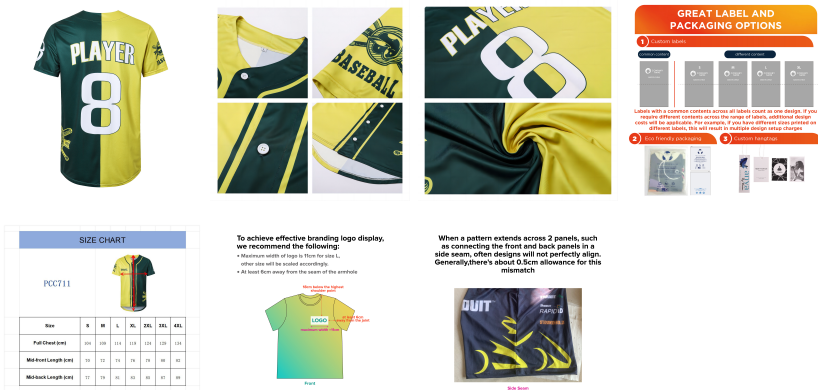 PLAYER
8
BASEBALL
PLAYER
8
GREAT LABEL AND
PACKAGING OPTIONS
1 Custom labels
common content
different content
Labels with a common contents across all labels count as one design. If you
require different contents across the range of labels, additional design
costs will be applicable. For example, if you have different sizes printed on
different labels, this will result in multiple design setup charges
2 Eco friendly packaging
3 Custom hangtags
SIZE CHART
PCC711
Size S M L XL 2XL 3XL 4XL
Full Chest (cm) 104 109 114 119 124 129 134
Mid-front Length (cm) 70 72 74 76 78 80 82
Mid-back Length (cm) 77 79 81 83 85 87 89
To achieve effective branding logo display,
we recommend the following:
• Maximum width of logo is 11cm for size L,
other size will be scaled accordingly.
• At least 6cm away from the seam of the armhole
LOGO
Front
When a pattern extends across 2 panels, such
as connecting the front and back panels in a
side seam, often designs will not perfectly align.
Generally,there's about 0.5cm allowance for this
mismatch
QUIT
RAPID
Side Seam